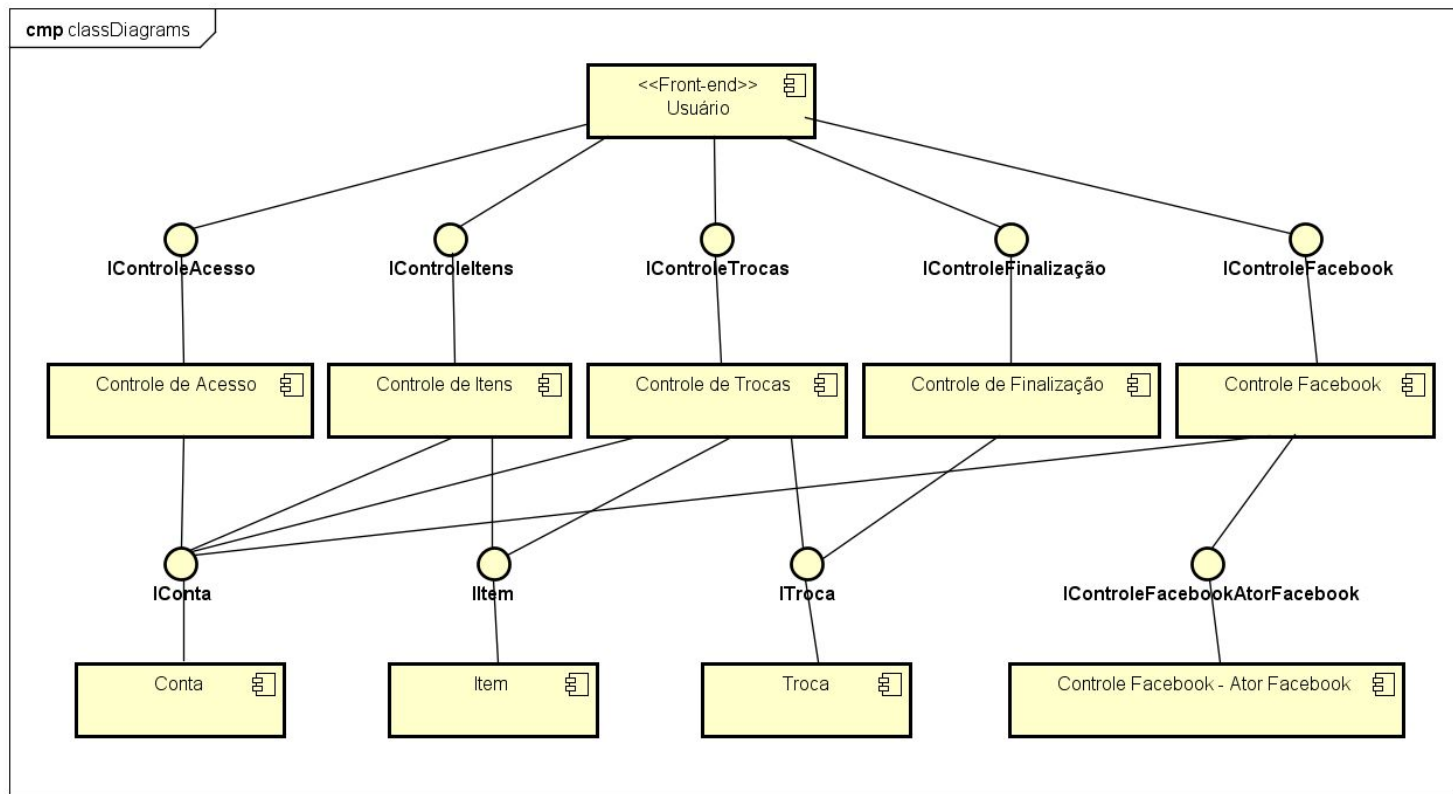 cmp classDiagrams
<<Front-end>>
Usuário
IControleAcesso
IControleItens
IControleTrocas
IControleFinalização
IControleFacebook
Controle de Acesso
Controle de Itens
Controle de Trocas
Controle de Finalização
Controle Facebook
IConta
IItem
ITroca
IControleFacebookAtorFacebook
Conta
Item
Troca
Controle Facebook - Ator Facebook